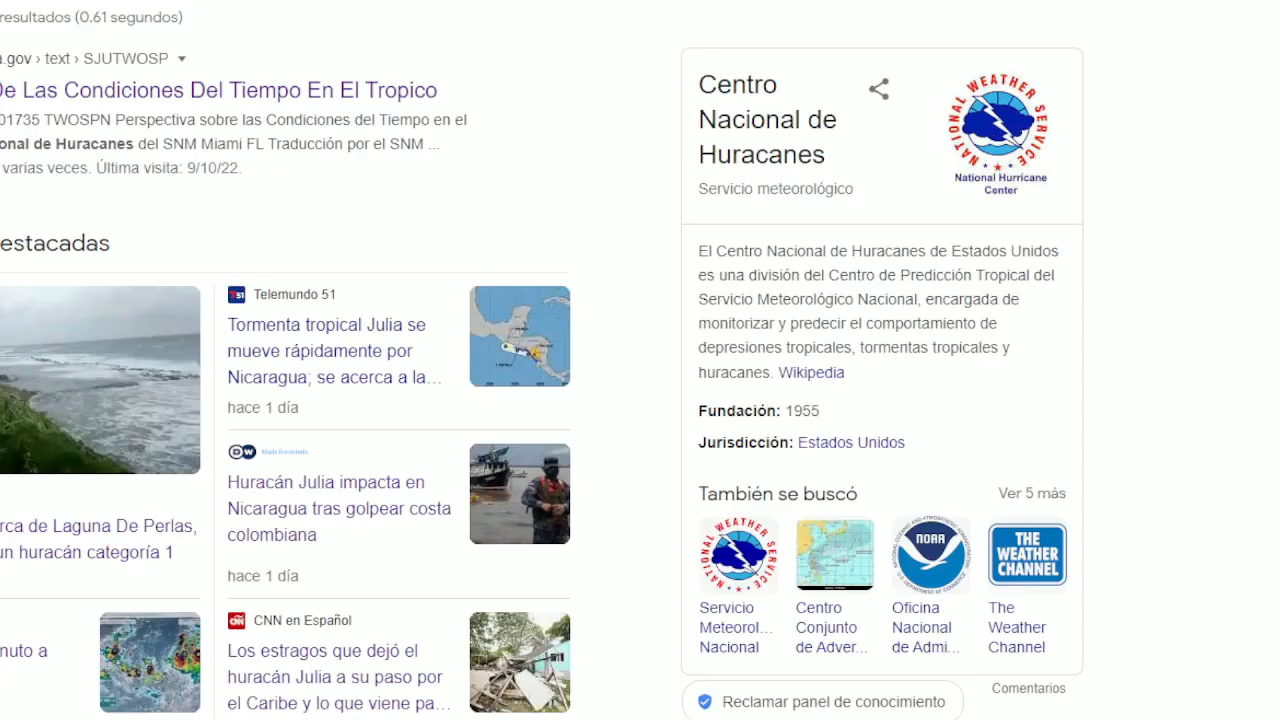 resultados (0.61 segundos)
a.gov › text › SJUTWOSP
De Las Condiciones Del Tiempo En El Tropico
01735 TWOSPN Perspectiva sobre las Condiciones del Tiempo en el
onal de Huracanes del SNM Miami FL Traducción por el SNM ...
varias veces. Última visita: 9/10/22.
estacadas
rca de Laguna De Perlas,
un huracán categoría 1
nuto a
Telemundo 51
Tormenta tropical Julia se
mueve rápidamente por
Nicaragua; se acerca a la...
hace 1 día
DW Made for minds
Huracán Julia impacta en
Nicaragua tras golpear costa
colombiana
hace 1 día
CNN en Español
Los estragos que dejó el
huracán Julia a su paso por
el Caribe y lo que viene pa...
Centro
Nacional de
Huracanes
Servicio meteorológico
NATIONAL WEATHER SERVICE
National Hurricane
Center
El Centro Nacional de Huracanes de Estados Unidos
es una división del Centro de Predicción Tropical del
Servicio Meteorológico Nacional, encargada de
monitorizar y predecir el comportamiento de
depresiones tropicales, tormentas tropicales y
huracanes. Wikipedia
Fundación: 1955
Jurisdicción: Estados Unidos
También se buscó
Ver 5 más
NATIONAL WEATHER SERVICE
NOAA
THE
WEATHER
CHANNEL
Servicio
Meteorol...
Nacional
Centro
Conjunto
de Adver...
Oficina
Nacional
de Admi...
The
Weather
Channel
Comentarios
Reclamar panel de conocimiento